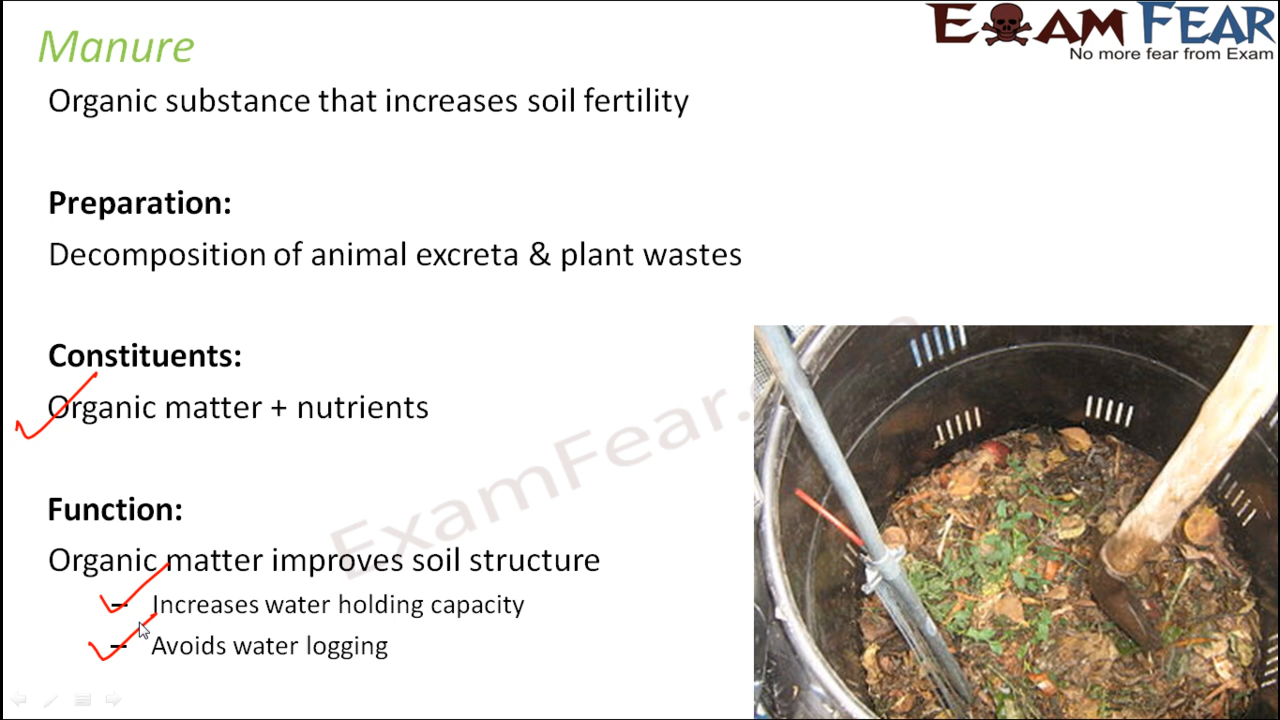 Manure
EXAM FEAR
No more fear from Exam
Organic substance that increases soil fertility
Preparation:
Decomposition of animal excreta & plant wastes
Constituents:
Organic matter + nutrients
Function:
Organic matter improves soil structure
– Increases water holding capacity
– Avoids water logging
ExamFear.